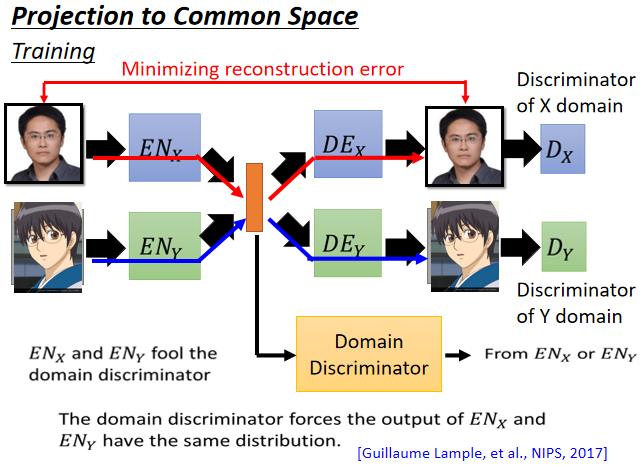 Projection to Common Space
Training
Minimizing reconstruction error
Discriminator
of X domain
EN_X
DE_X
D_X
EN_Y
DE_Y
D_Y
Discriminator
of Y domain
Domain
Discriminator
From EN_X or EN_Y
EN_X and EN_Y fool the
domain discriminator
The domain discriminator forces the output of EN_X and
EN_Y have the same distribution.
[Guillaume Lample, et al., NIPS, 2017]